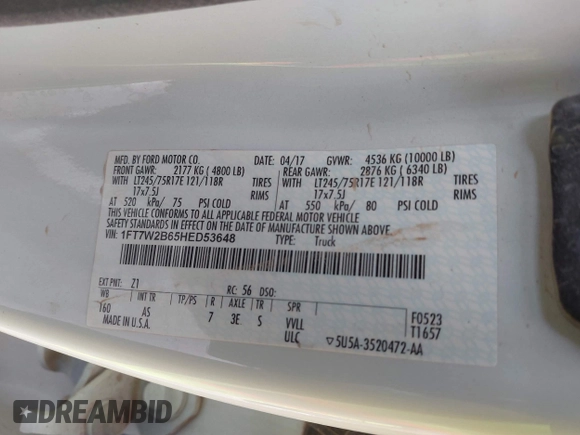 MFD. BY FORD MOTOR CO.
DATE: 04/17 GVWR: 4536 KG (10000 LB)
FRONT GAWR: 2177 KG ( 4800 LB) REAR GAWR: 2876 KG ( 6340 LB)
WITH LT245/75R17E 121/118R TIRES WITH LT245/75R17E 121/118R TIRES
17x7.5J RIMS 17x7.5J RIMS
AT 520 kPa/ 75 PSI AT 550 kPa/ 80 PSI
THIS VEHICLE CONFORMS TO ALL APPLICABLE FEDERAL MOTOR VEHICLE
SAFETY STANDARDS IN EFFECT ON THE DATE OF MANUFACTURE SHOWN ABOVE.
VIN: 1FT7W2B65HED53648 TYPE: Truck
EXT PNT: Z1 RC: 56 DSO:
WB INT TR TP/PS R AXLE TR SPR
160 AS 7 3E S VVLL
MADE IN U.S.A. ULC
F0523
T1657
▽5U5A-3520472-AA
DREAMBID